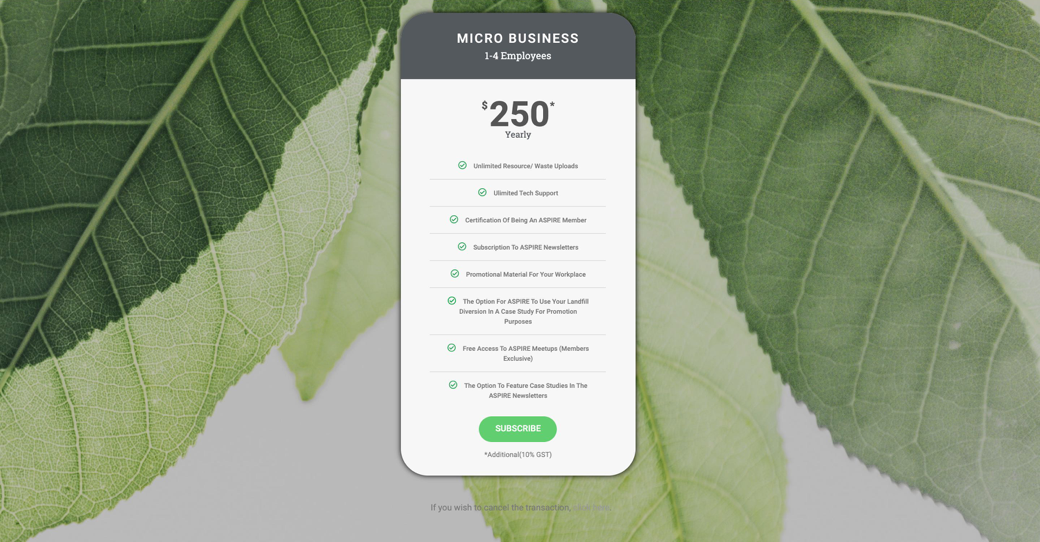 MICRO BUSINESS
1-4 Employees
$250*
Yearly
Unlimited Resource/ Waste Uploads
Ulimited Tech Support
Certification Of Being An ASPIRE Member
Subscription To ASPIRE Newsletters
Promotional Material For Your Workplace
The Option For ASPIRE To Use Your Landfill
Diversion In A Case Study For Promotion
Purposes
Free Access To ASPIRE Meetups (Members
Exclusive)
The Option To Feature Case Studies In The
ASPIRE Newsletters
SUBSCRIBE
*Additional(10% GST)
If you wish to cancel the transaction,